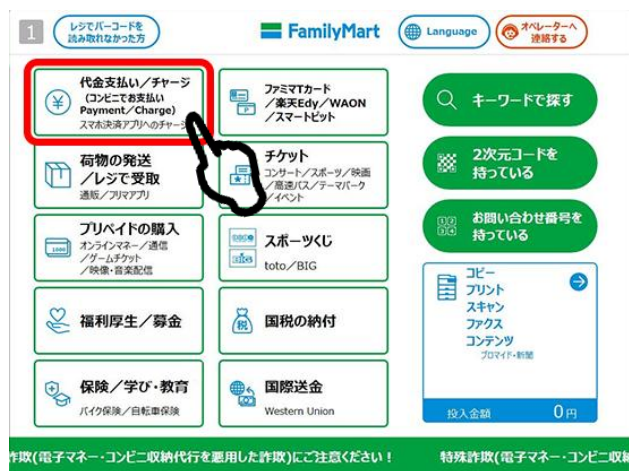 1
レジでバーコードを
読み取れなかった方
FamilyMart
Language
オペレーターへ
連絡する
代金支払い／チャージ
(コンビニでお支払い
Payment／Charge)
スマホ決済アプリへのチャージ
ファミマTカード
／楽天Edy／WAON
／スマートピット
キーワードで探す
荷物の発送
／レジで受取
通販／フリマアプリ
チケット
コンサート／スポーツ／映画
／高速バス／テーマパーク
／イベント
2次元コードを
持っている
プリペイドの購入
オンラインマネー／通信
／ゲームチケット
／映像・音楽配信
スポーツくじ
toto／BIG
お問い合わせ番号を
持っている
福利厚生／募金
国税の納付
コピー
プリント
スキャン
ファクス
コンテンツ
ブロマイド・新聞
保険／学び・教育
バイク保険／自転車保険
国際送金
Western Union
投入金額 0円
詐欺(電子マネー・コンビニ収納代行を悪用した詐欺)にご注意ください！ 特殊詐欺(電子マネー・コンビニ収納